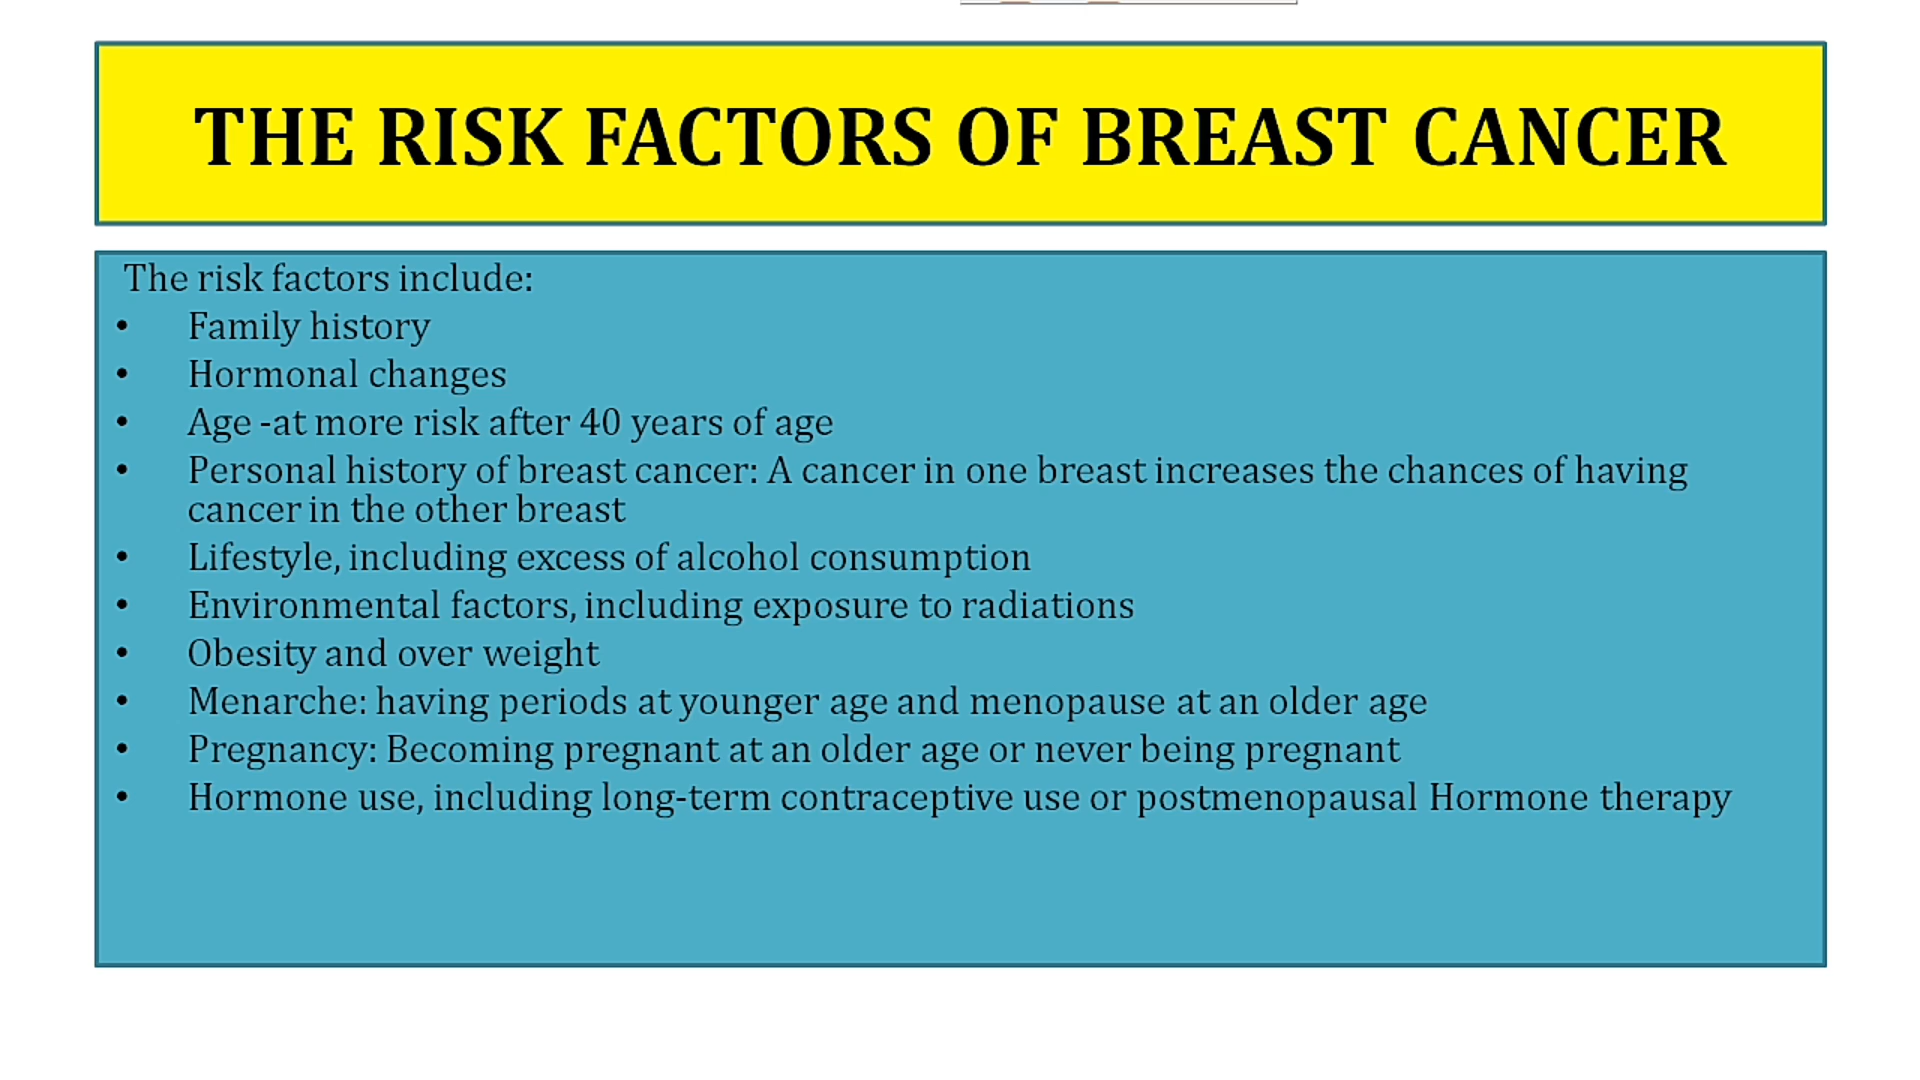 THE RISK FACTORS OF BREAST CANCER
The risk factors include:
• Family history
• Hormonal changes
• Age -at more risk after 40 years of age
• Personal history of breast cancer: A cancer in one breast increases the chances of having
cancer in the other breast
• Lifestyle, including excess of alcohol consumption
• Environmental factors, including exposure to radiations
• Obesity and over weight
• Menarche: having periods at younger age and menopause at an older age
• Pregnancy: Becoming pregnant at an older age or never being pregnant
• Hormone use, including long-term contraceptive use or postmenopausal Hormone therapy